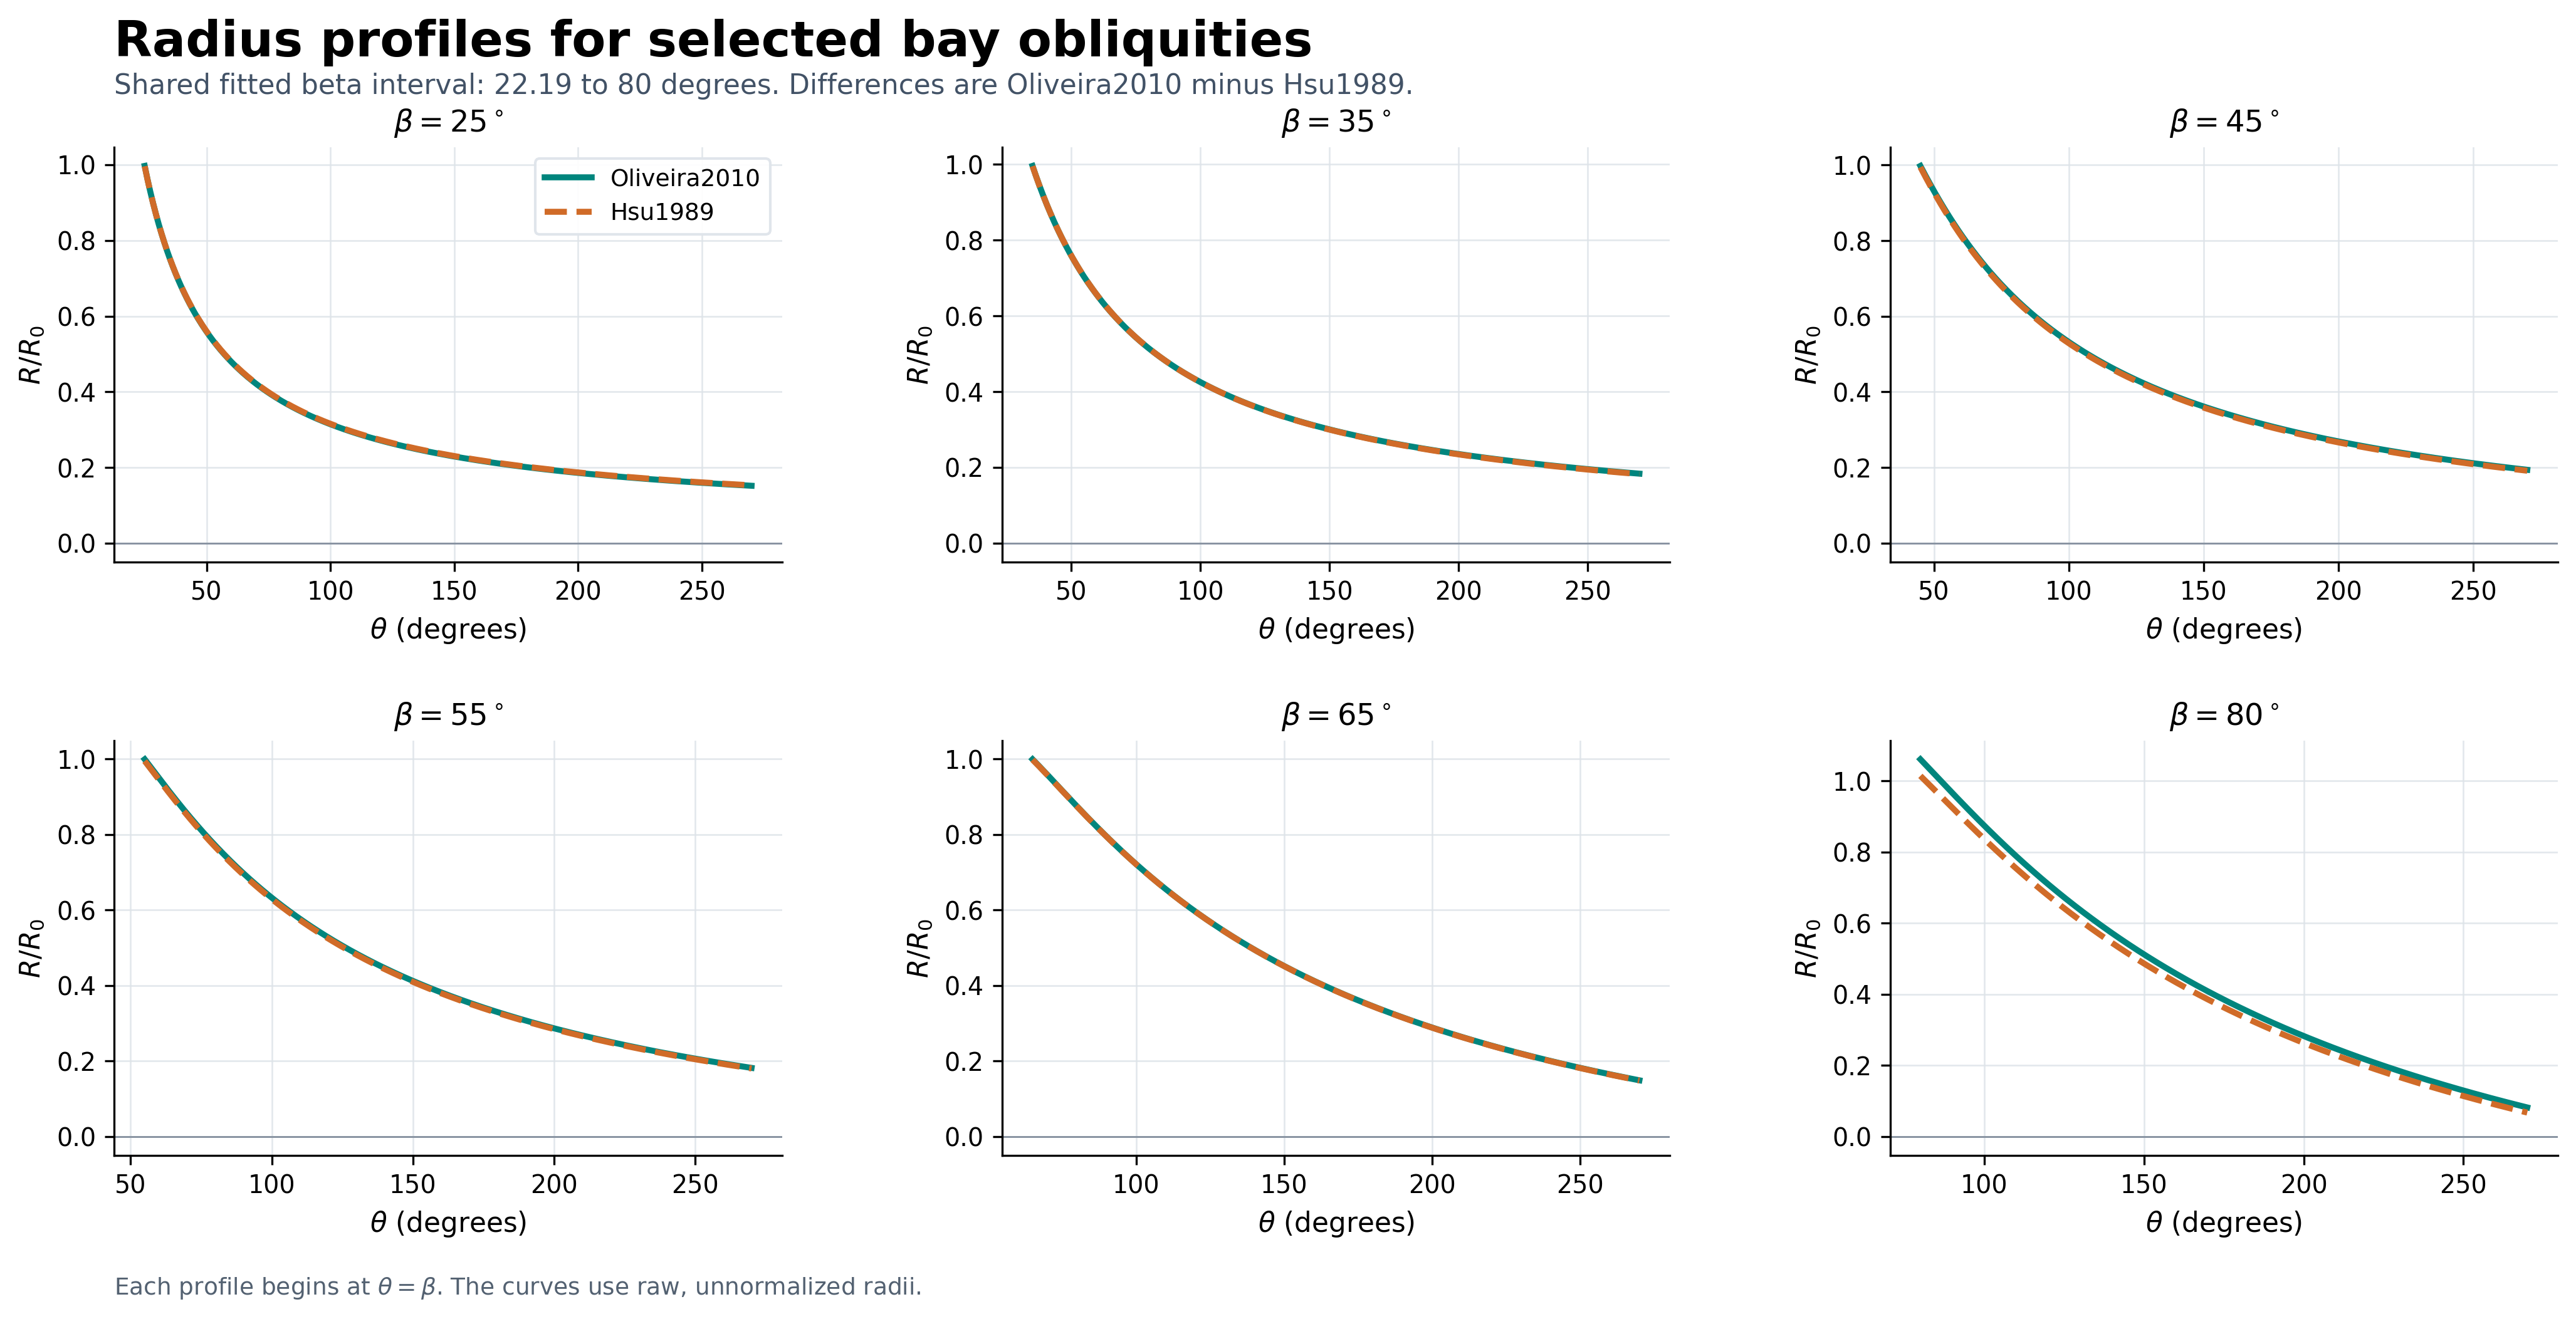 Radius profiles for selected bay obliquities
Shared fitted beta interval: 22.19 to 80 degrees. Differences are Oliveira2010 minus Hsu1989.
β = 25°
1.0
0.8
0.6
0.4
0.2
0.0
R/R₀
50 100 150 200 250
θ (degrees)
Oliveira2010
Hsu1989
β = 35°
1.0
0.8
0.6
0.4
0.2
0.0
R/R₀
50 100 150 200 250
θ (degrees)
β = 45°
1.0
0.8
0.6
0.4
0.2
0.0
R/R₀
50 100 150 200 250
θ (degrees)
β = 55°
1.0
0.8
0.6
0.4
0.2
0.0
R/R₀
50 100 150 200 250
θ (degrees)
β = 65°
1.0
0.8
0.6
0.4
0.2
0.0
R/R₀
100 150 200 250
θ (degrees)
β = 80°
1.0
0.8
0.6
0.4
0.2
0.0
R/R₀
100 150 200 250
θ (degrees)
Each profile begins at θ = β. The curves use raw, unnormalized radii.